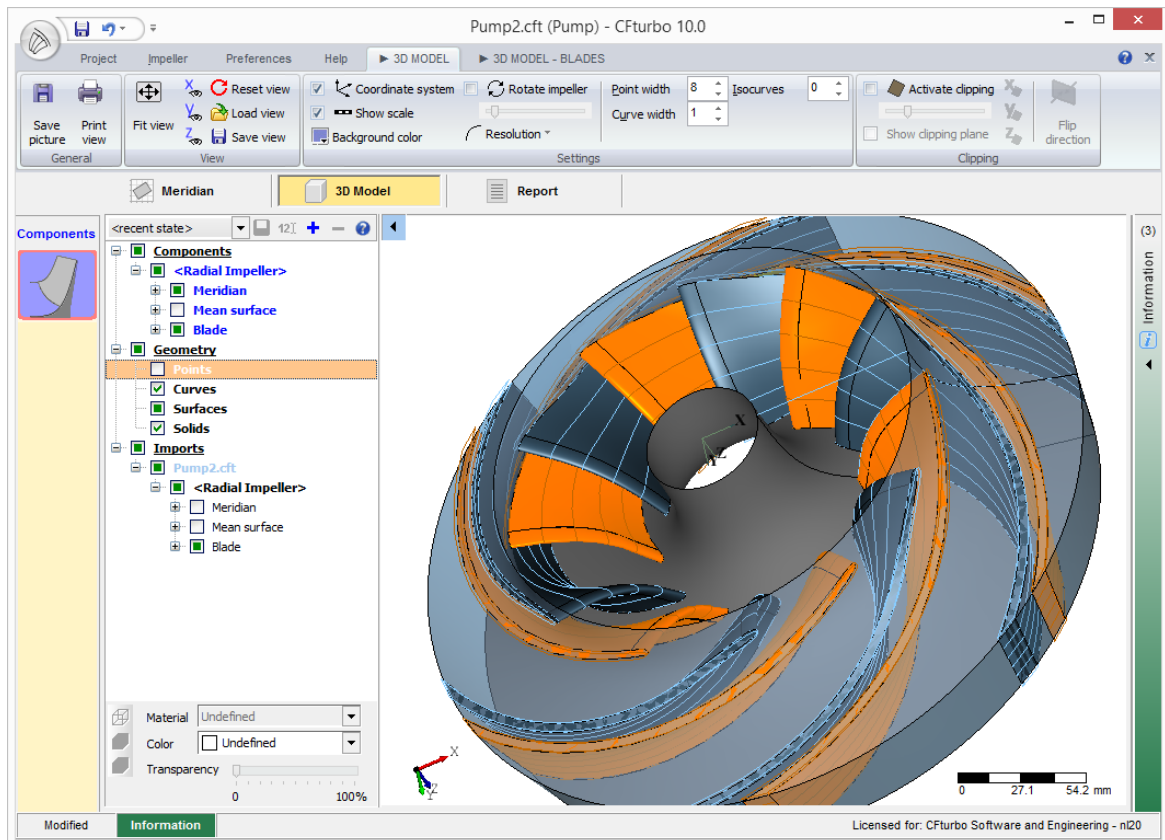 Pump2.cft (Pump) - CFturbo 10.0
Project Impeller Preferences Help ► 3D MODEL ► 3D MODEL - BLADES
Save picture
Print view
General
Fit view
X
Y
Z
Reset view
Load view
Save view
View
Coordinate system
Show scale
Background color
Rotate impeller
Resolution
Point width 8
Curve width 1
Isocurves 0
Settings
Activate clipping
Show clipping plane
X
Y
Z
Flip direction
Clipping
Meridian
3D Model
Report
Components
<recent state>
12
Components
<Radial Impeller>
Meridian
Mean surface
Blade
Geometry
Points
Curves
Surfaces
Solids
Imports
Pump2.cft
<Radial Impeller>
Meridian
Mean surface
Blade
Material Undefined
Color Undefined
Transparency
0 100%
X
Y
Z
X
Z
Y
0 27.1 54.2 mm
(3)
Information
i
Modified
Information
Licensed for: CFturbo Software and Engineering - nl20